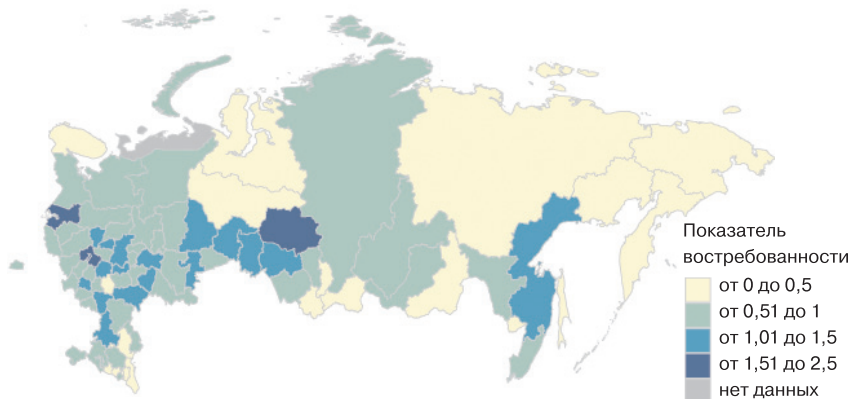 Показатель
востребованности
от 0 до 0,5
от 0,51 до 1
от 1,01 до 1,5
от 1,51 до 2,5
нет данных